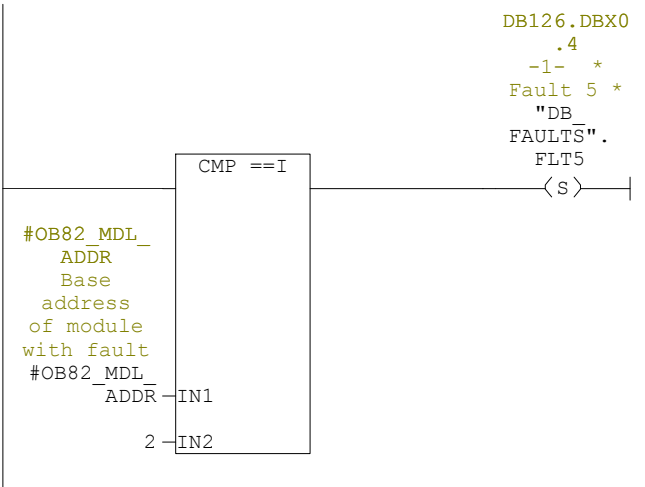 DB126.DBX0
.4
-1- *
Fault 5 *
"DB_
FAULTS".
FLT5
CMP ==I
(S)
#OB82_MDL_
ADDR
Base
address
of module
with fault
#OB82_MDL_
ADDR IN1
2 IN2